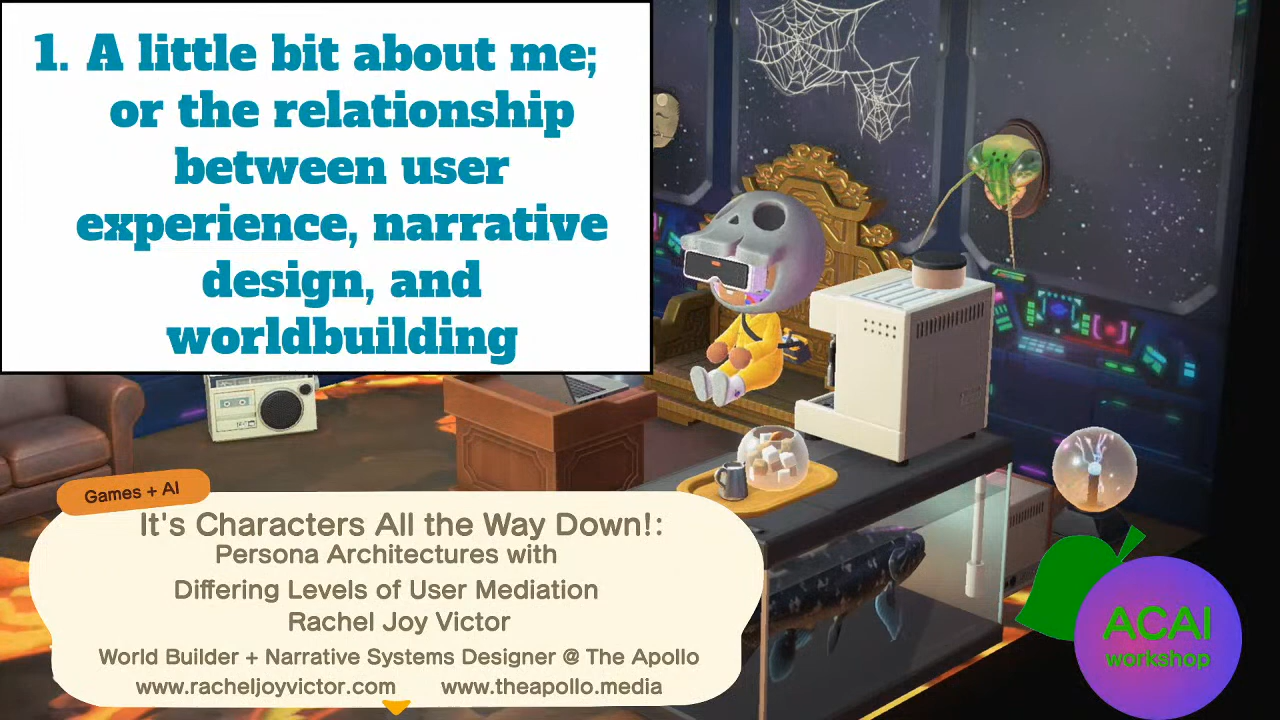 1. A little bit about me;
or the relationship
between user
experience, narrative
design, and
worldbuilding
Games + AI
It's Characters All the Way Down!:
Persona Architectures with
Differing Levels of User Mediation
Rachel Joy Victor
World Builder + Narrative Systems Designer @ The Apollo
www.racheljoyvictor.com www.theapollo.media
ACAI
workshop